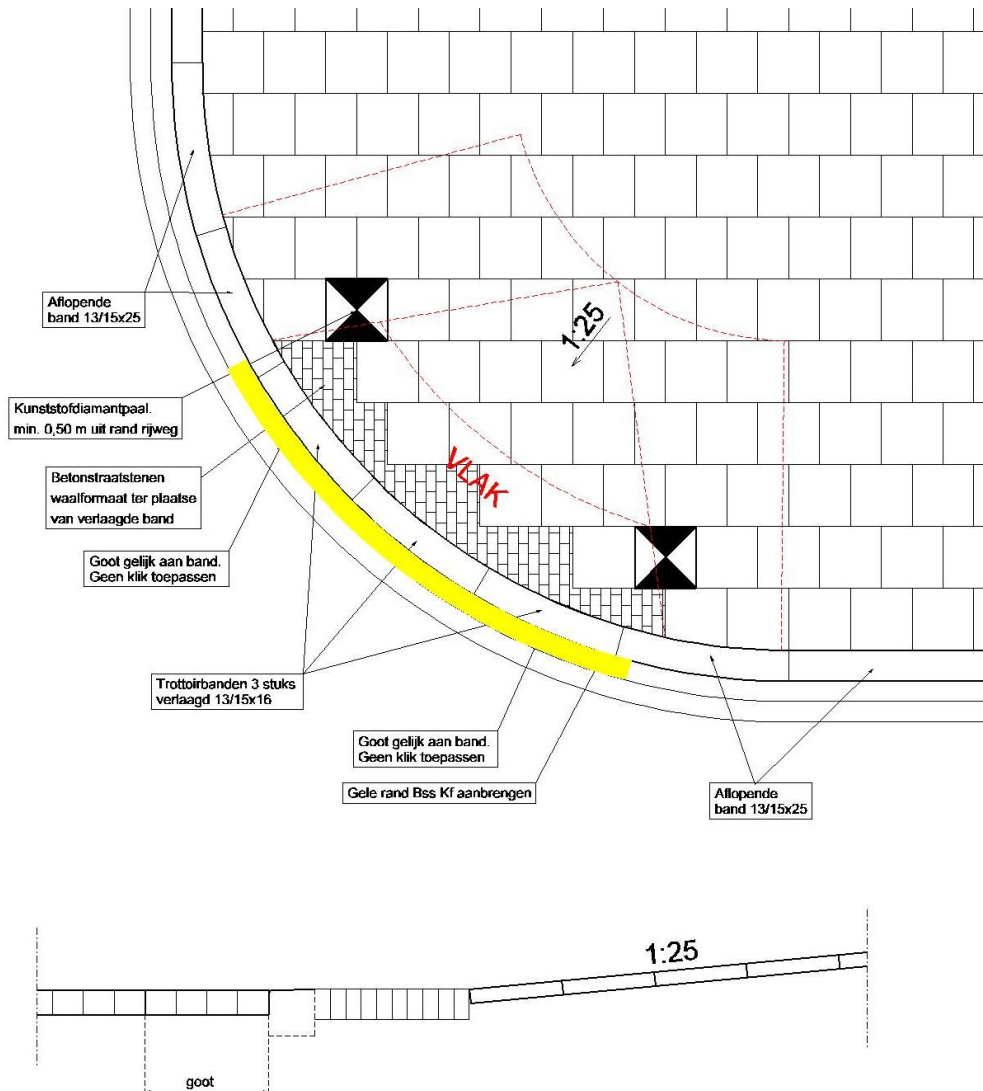 Aflopende
band 13/15x25
1:25
Kunststofdiamantpaal.
min. 0,50 m uit rand rijweg
VLAK
Betonstraatstenen
waalformaat ter plaatse
van verlaagde band
Goot gelijk aan band.
Geen klik toepassen
Trottoirbanden 3 stuks
verlaagd 13/15x16
Goot gelijk aan band.
Geen klik toepassen
Gele rand Bss Kf aanbrengen
Aflopende
band 13/15x25
1:25
goot